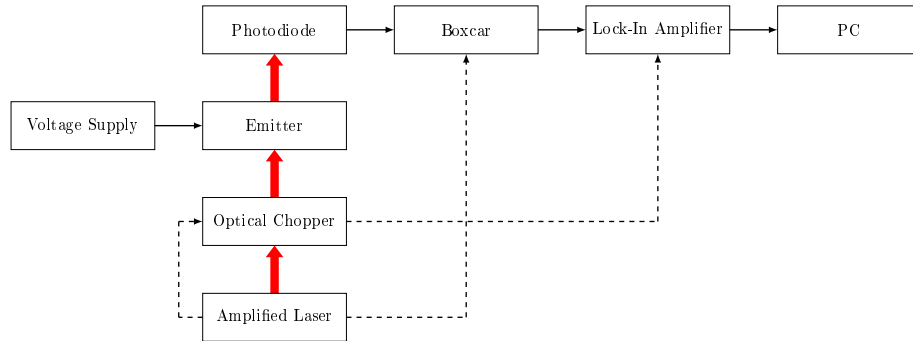 Photodiode
Boxcar
Lock-In Amplifier
PC
Voltage Supply
Emitter
Optical Chopper
Amplified Laser